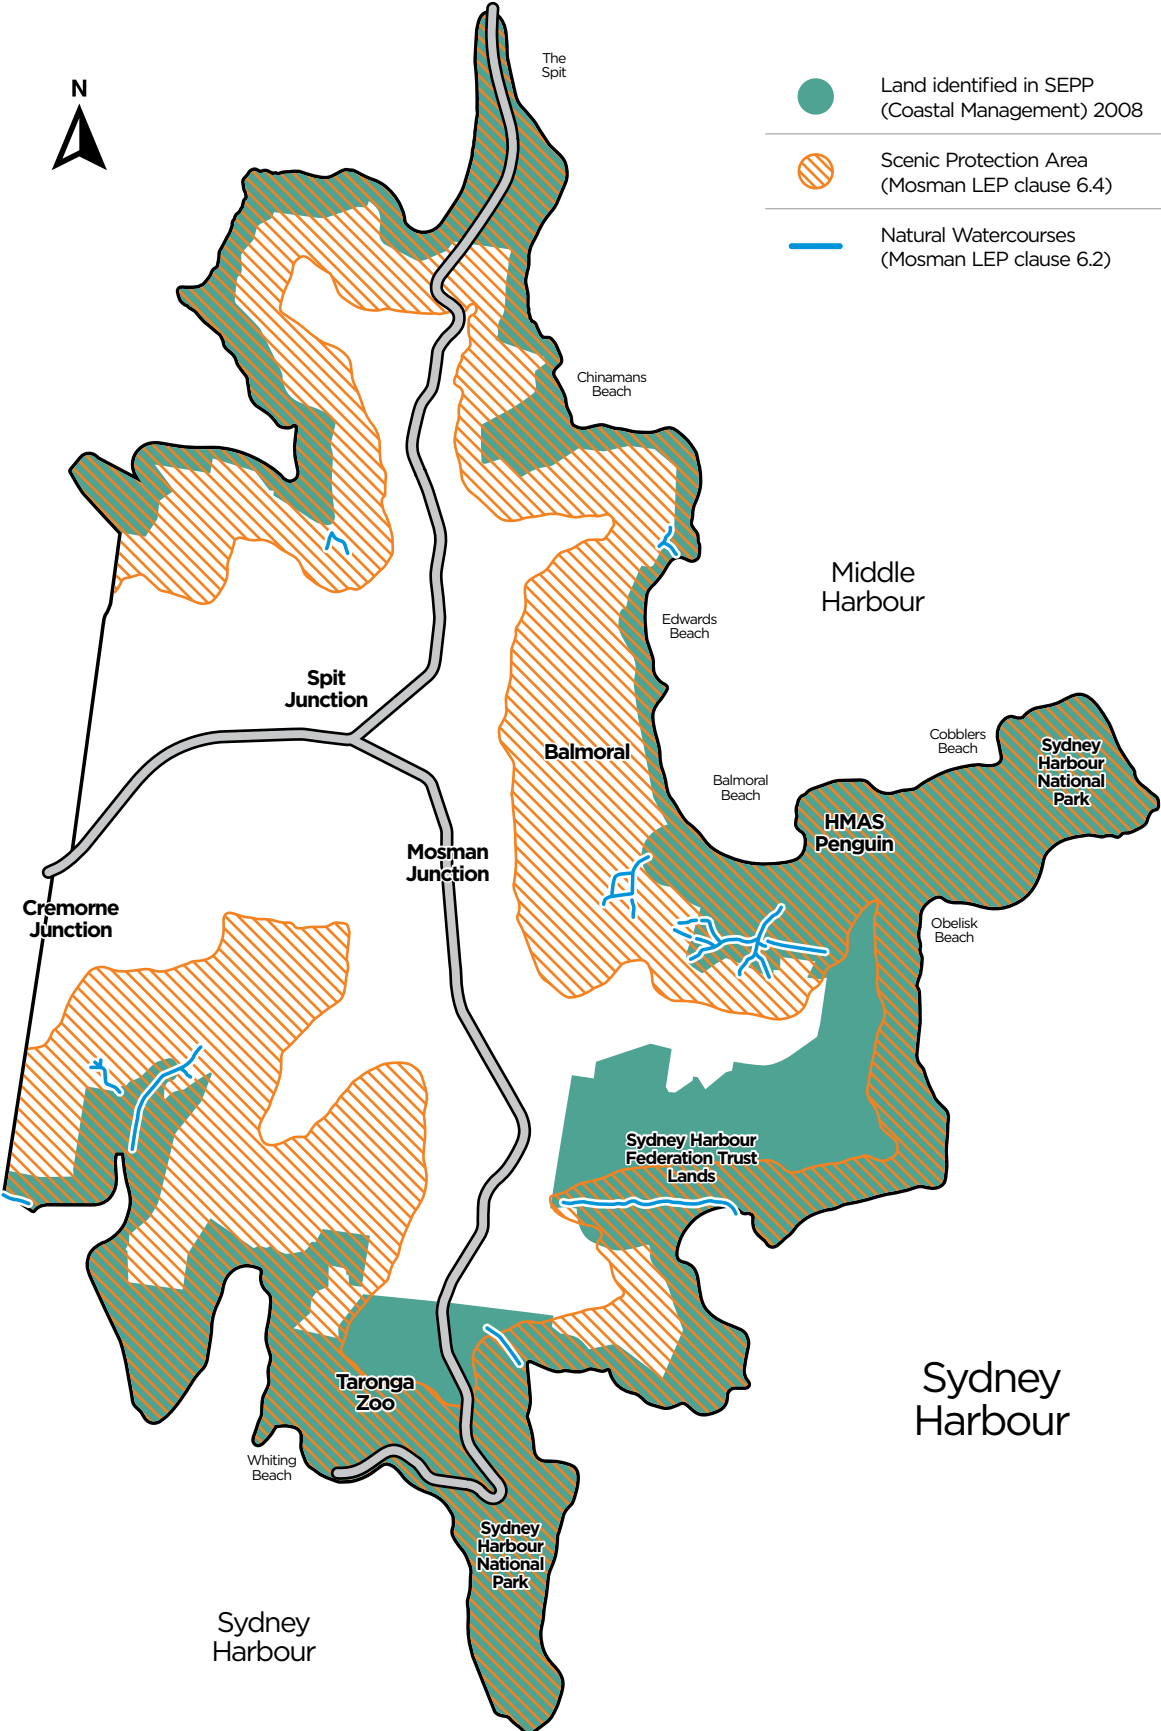 The
Spit
N
Land identified in SEPP
(Coastal Management) 2008
Scenic Protection Area
(Mosman LEP clause 6.4)
Natural Watercourses
(Mosman LEP clause 6.2)
Chinamans
Beach
Middle
Harbour
Edwards
Beach
Spit
Junction
Balmoral
Cobblers
Beach
Sydney
Harbour
National
Park
Balmoral
Beach
HMAS
Penguin
Mosman
Junction
Cremorne
Junction
Obelisk
Beach
Sydney Harbour
Federation Trust
Lands
Sydney
Harbour
Taronga
Zoo
Whiting
Beach
Sydney
Harbour
National
Park
Sydney
Harbour